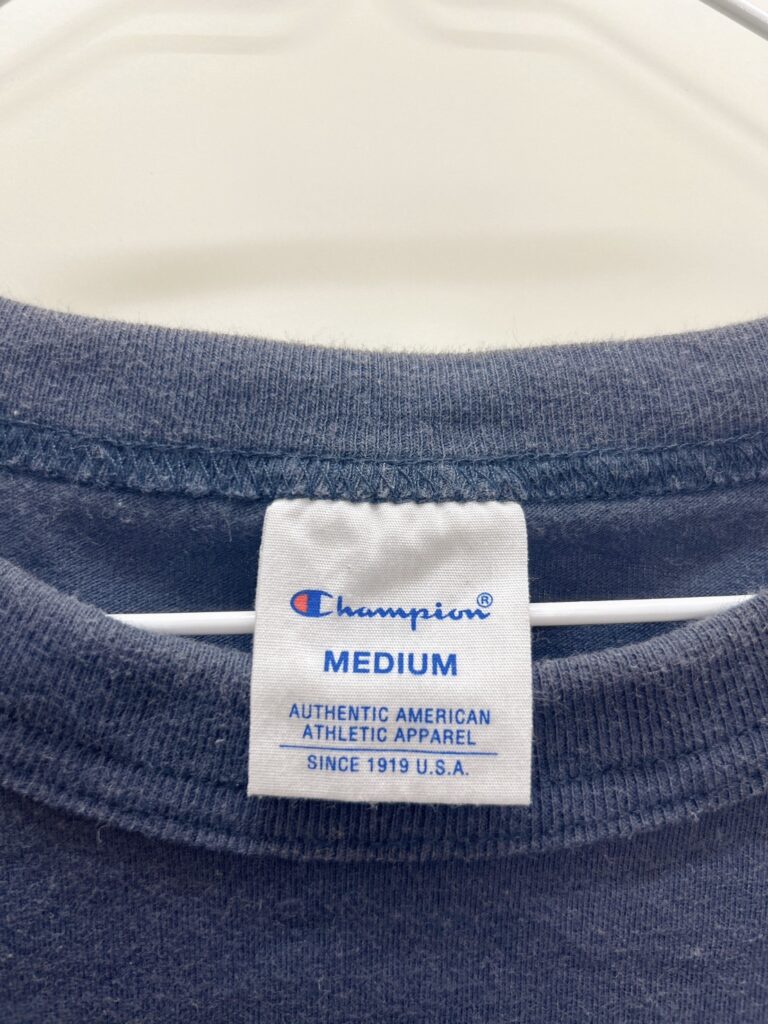 Champion®
MEDIUM
AUTHENTIC AMERICAN
ATHLETIC APPAREL
SINCE 1919 U.S.A.